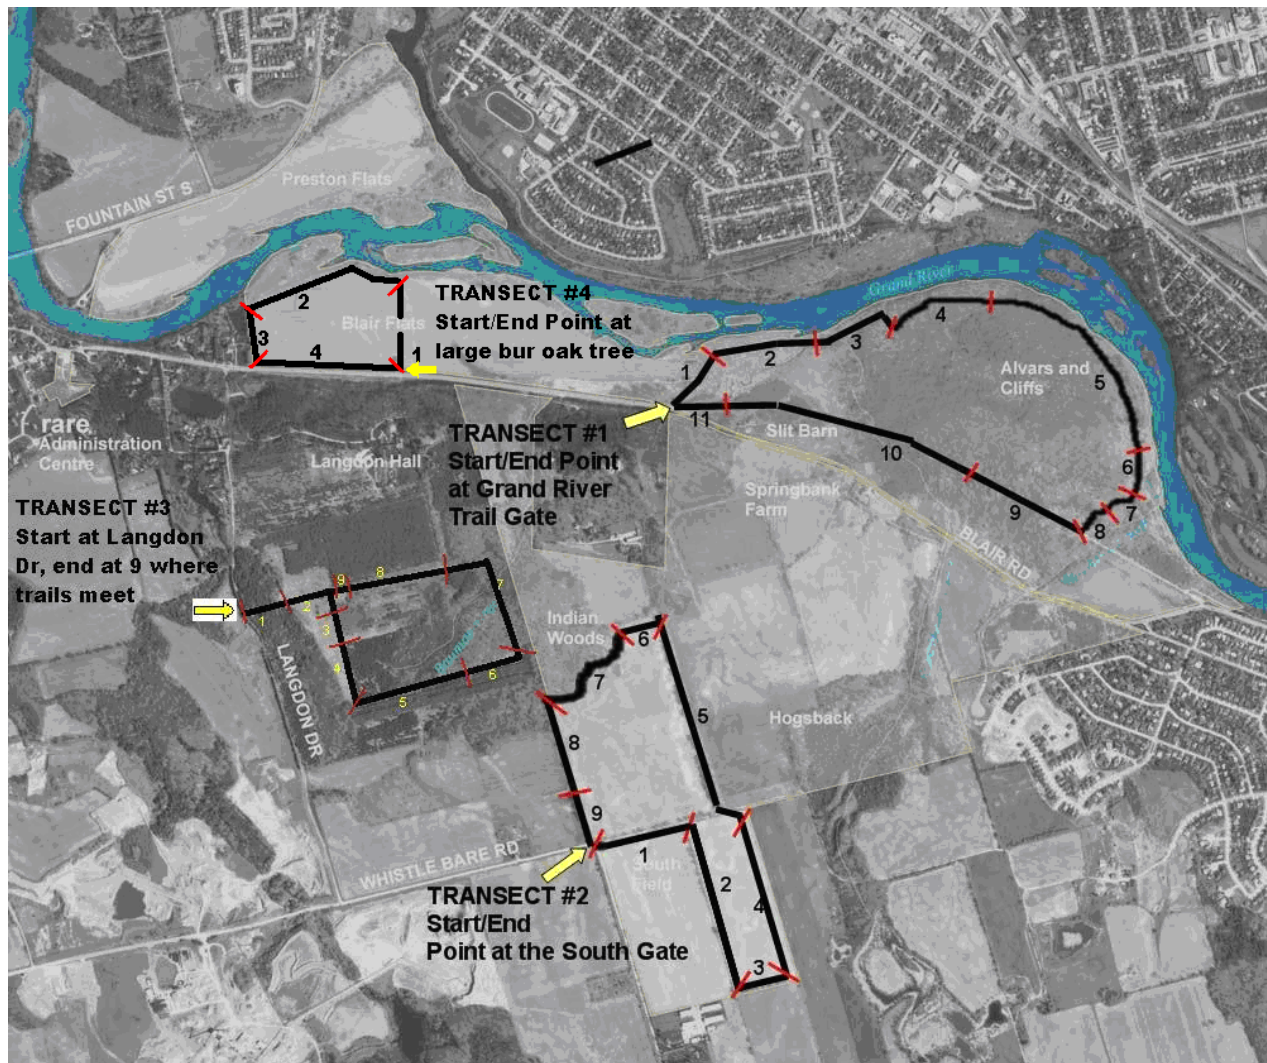 Preston Flats
FOUNTAIN ST S
Grand River
TRANSECT #4
Start/End Point at
large bur oak tree
Blair Flats
1
2
3
4
TRANSECT #1
Start/End Point
at Grand River
Trail Gate
1
2
3
4
5
6
7
8
9
10
11
Alvars and
Cliffs
Slit Barn
Springbank
Farm
BLAIR RD
rare
Administration
Centre
Langdon Hall
TRANSECT #3
Start at Langdon
Dr, end at 9 where
trails meet
1
2
3
4
5
6
7
8
9
LANGDON DR
Indian
Woods
Hogsback
WHISTLE BARE RD
South
Field
TRANSECT #2
Start/End
Point at the South Gate
1
2
3
4
5
6
7
8
9